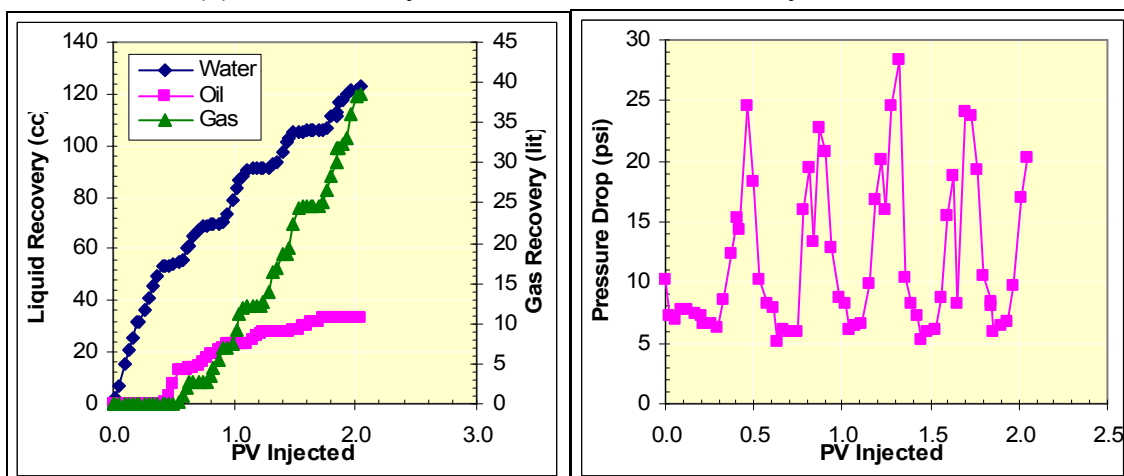 140
120
100
80
60
40
20
0
Liquid Recovery (cc)
Water
Oil
Gas
45
40
35
30
25
20
15
10
5
0
Gas Recovery (lit)
0.0 1.0 2.0 3.0
PV Injected
30
25
20
15
10
5
0
Pressure Drop (psi)
0.0 0.5 1.0 1.5 2.0 2.5
PV Injected